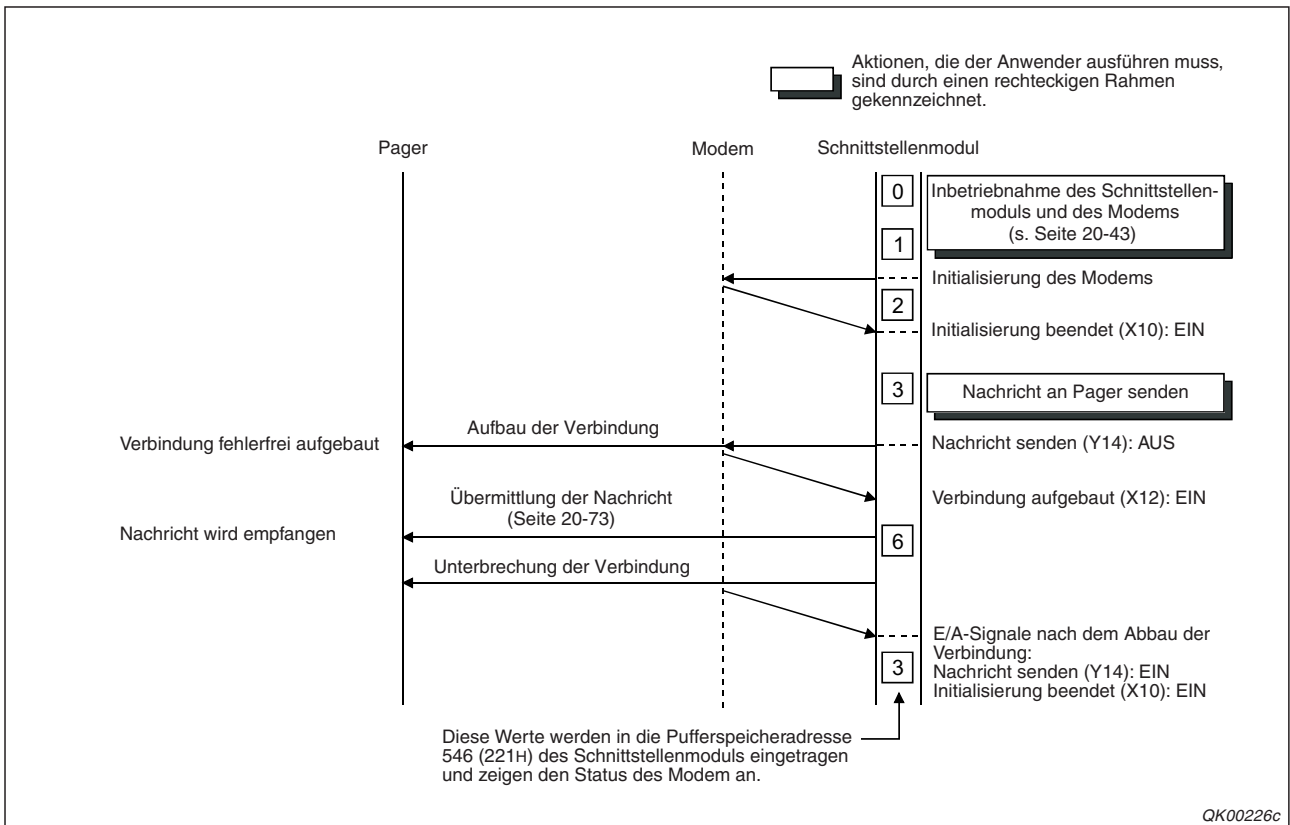 Aktionen, die der Anwender ausführen muss,
sind durch einen rechteckigen Rahmen
gekennzeichnet.
Pager
Modem
Schnittstellenmodul
0
Inbetriebnahme des Schnittstellen-
moduls und des Modems
(s. Seite 20-43)
1
Initialisierung des Modems
2
Initialisierung beendet (X10): EIN
3
Nachricht an Pager senden
Aufbau der Verbindung
Verbindung fehlerfrei aufgebaut
Nachricht senden (Y14): AUS
Übermittlung der Nachricht
(Seite 20-73)
Verbindung aufgebaut (X12): EIN
Nachricht wird empfangen
6
Unterbrechung der Verbindung
E/A-Signale nach dem Abbau der
Verbindung:
Nachricht senden (Y14): EIN
Initialisierung beendet (X10): EIN
3
Diese Werte werden in die Pufferspeicheradresse
546 (221H) des Schnittstellenmoduls eingetragen
und zeigen den Status des Modem an.
QK00226c